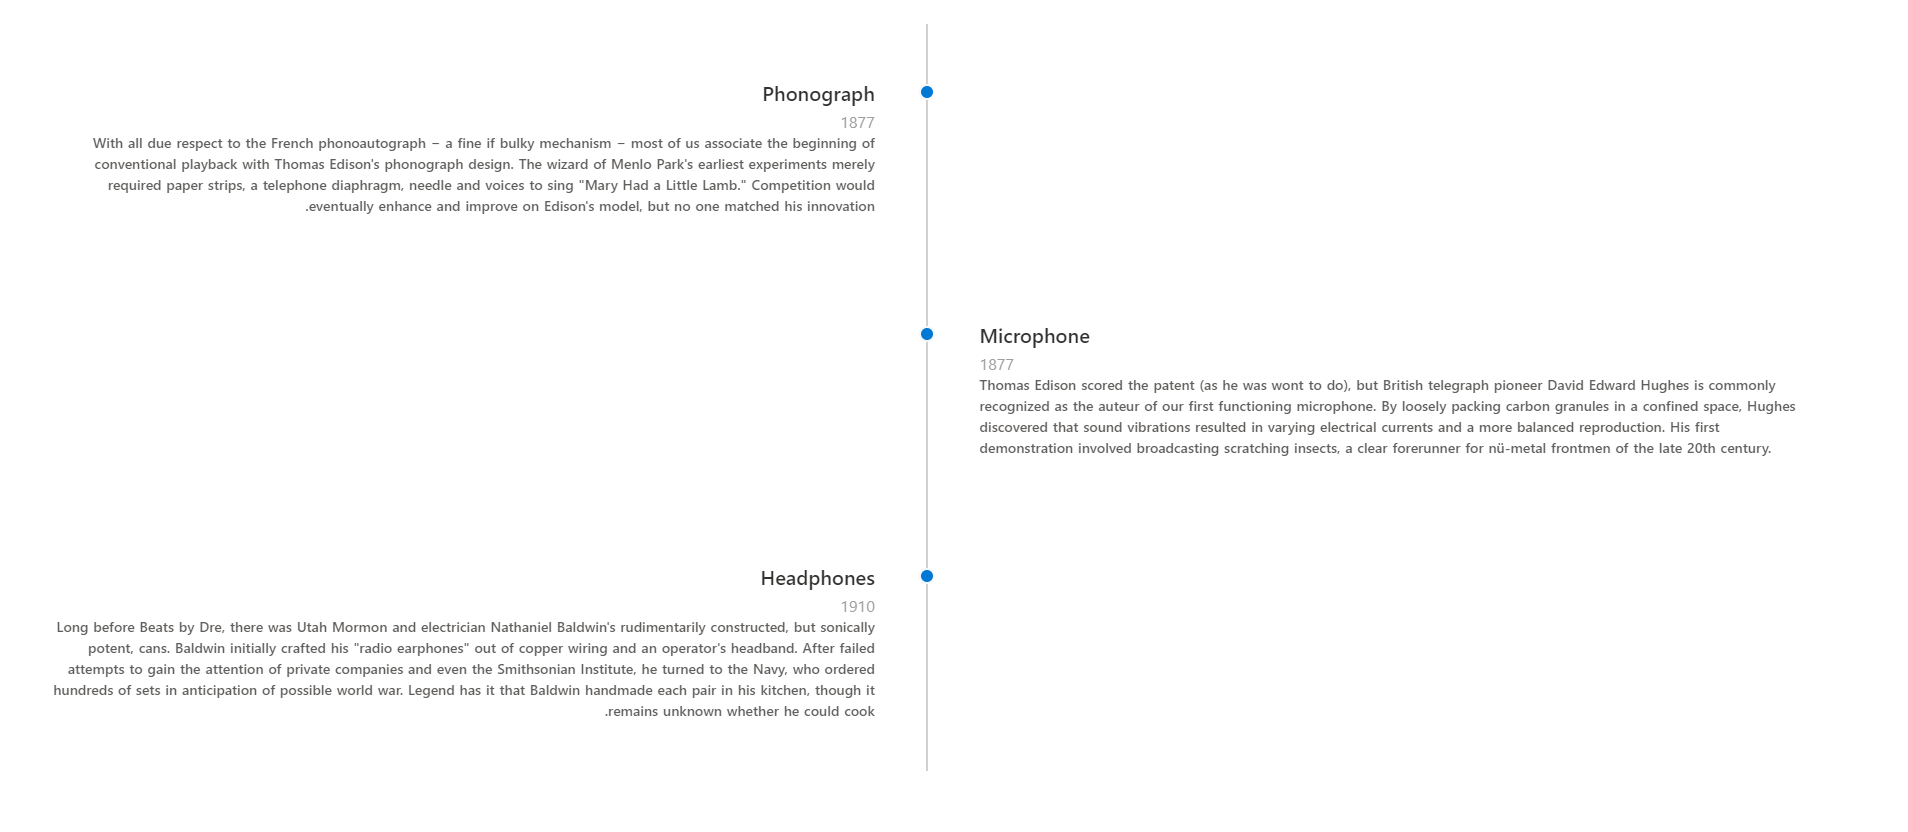 Phonograph
1877
With all due respect to the French phonoautograph – a fine if bulky mechanism – most of us associate the beginning of
conventional playback with Thomas Edison's phonograph design. The wizard of Menlo Park's earliest experiments merely
required paper strips, a telephone diaphragm, needle and voices to sing "Mary Had a Little Lamb." Competition would
.eventually enhance and improve on Edison's model, but no one matched his innovation
Microphone
1877
Thomas Edison scored the patent (as he was wont to do), but British telegraph pioneer David Edward Hughes is commonly
recognized as the auteur of our first functioning microphone. By loosely packing carbon granules in a confined space, Hughes
discovered that sound vibrations resulted in varying electrical currents and a more balanced reproduction. His first
demonstration involved broadcasting scratching insects, a clear forerunner for nü-metal frontmen of the late 20th century.
Headphones
1910
Long before Beats by Dre, there was Utah Mormon and electrician Nathaniel Baldwin's rudimentarily constructed, but sonically
potent, cans. Baldwin initially crafted his "radio earphones" out of copper wiring and an operator's headband. After failed
attempts to gain the attention of private companies and even the Smithsonian Institute, he turned to the Navy, who ordered
hundreds of sets in anticipation of possible world war. Legend has it that Baldwin handmade each pair in his kitchen, though it
.remains unknown whether he could cook